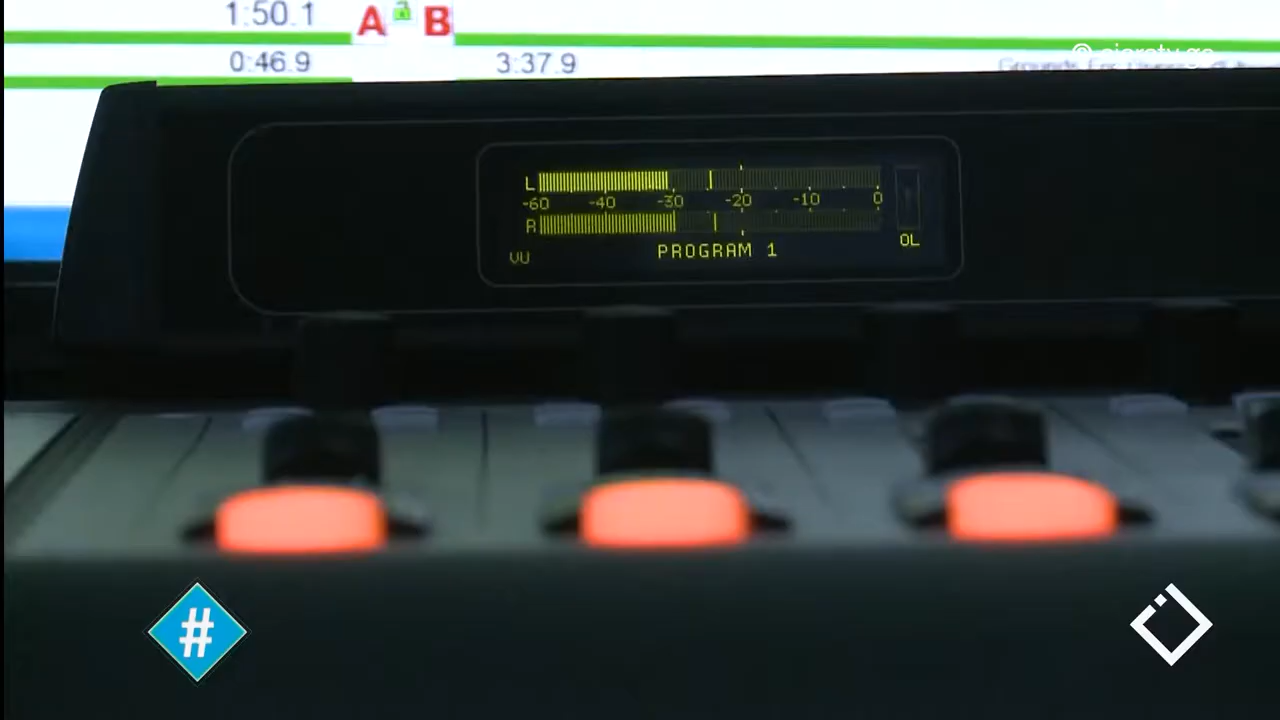 1:50.1 A B
0:46.9 3:37.9
L
-60 -40 -30 -20 -10 0
R
OL
VU PROGRAM 1
#